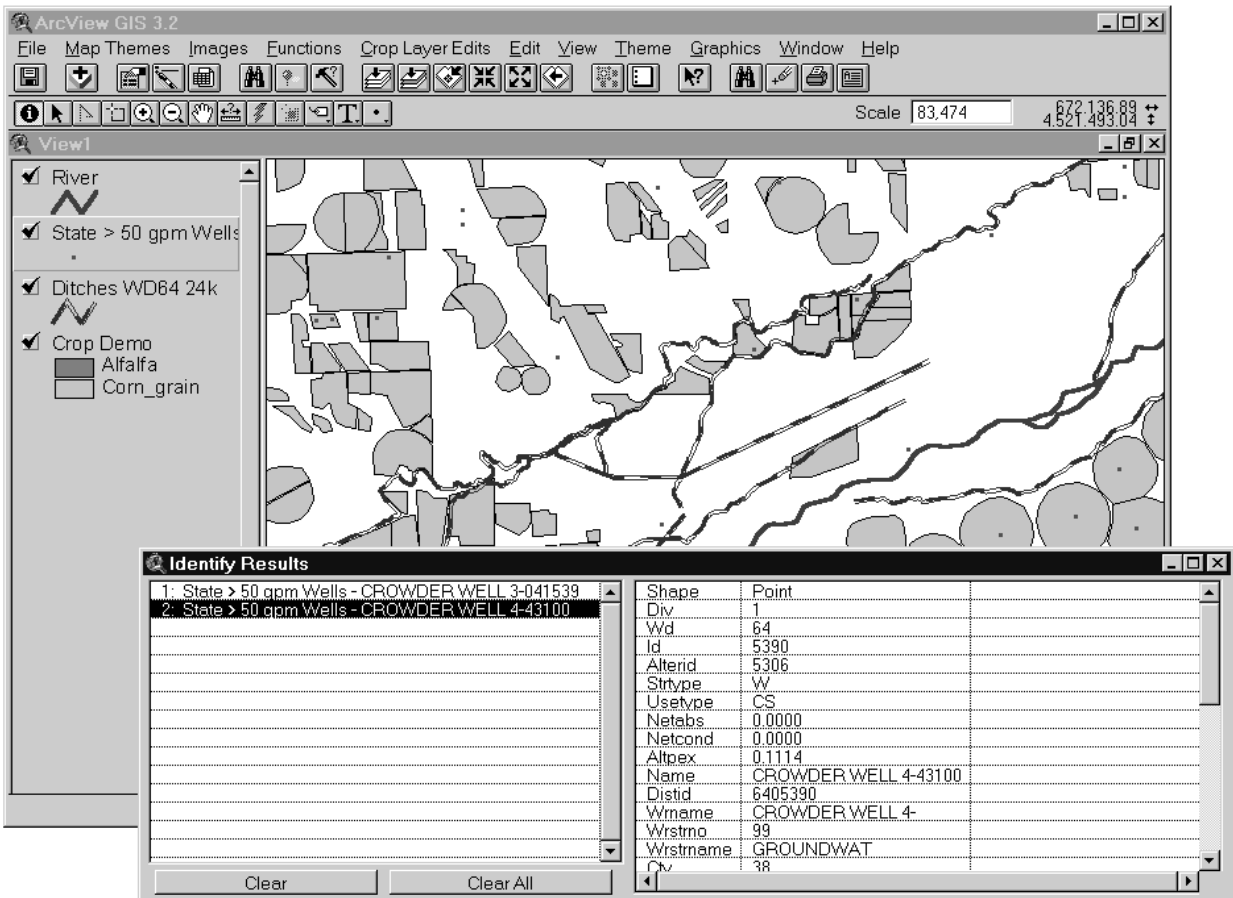 ArcView GIS 3.2
File Map Themes Images Functions Crop Layer Edits Edit View Theme Graphics Window Help
Scale 83,474 672,136.89
4,521,493.04
View1
River
State > 50 gpm Wells
Ditches WD64 24k
Crop Demo
Alfalfa
Corn_grain
Identify Results
1: State > 50 gpm Wells - CROWDER WELL 3-041539
2: State > 50 gpm Wells - CROWDER WELL 4-43100
Shape Point
Div 1
Wd 64
Id 5390
Alterid 5306
Strtype W
Usetype CS
Netabs 0.0000
Netcond 0.0000
Altpex 0.1114
Name CROWDER WELL 4-43100
Distid 6405390
Wrname CROWDER WELL 4-
Wrstrno 99
Wrstrname GROUNDWAT
Cty 38
Clear Clear All